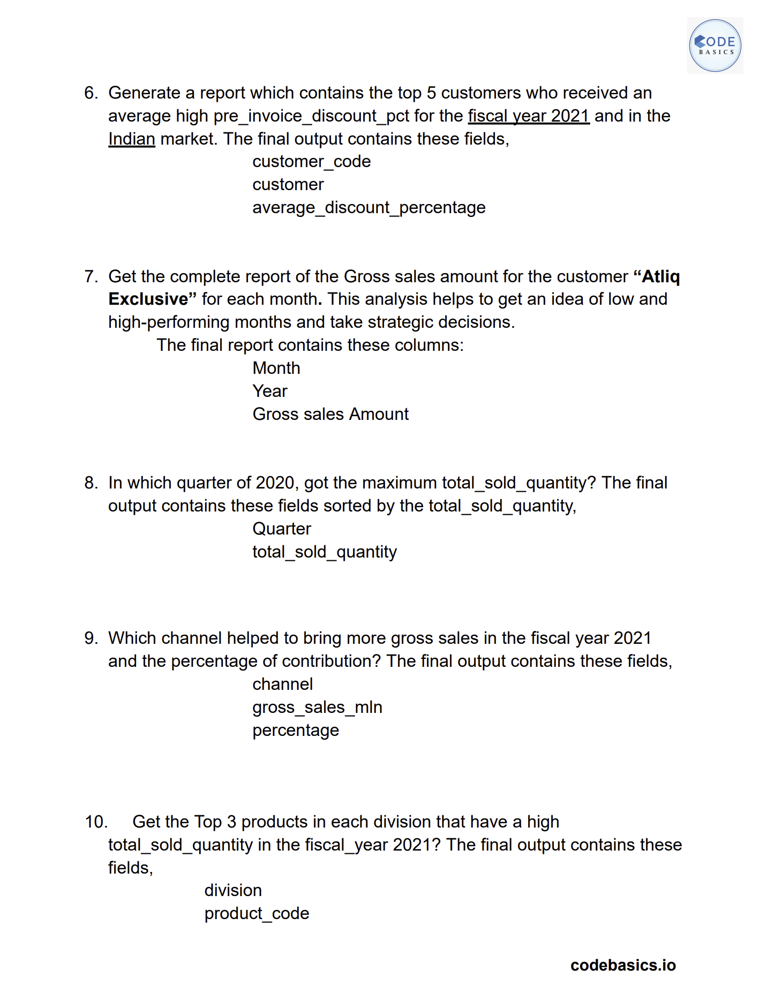 CODE
BASICS
6. Generate a report which contains the top 5 customers who received an
average high pre_invoice_discount_pct for the fiscal year 2021 and in the
Indian market. The final output contains these fields,
customer_code
customer
average_discount_percentage
7. Get the complete report of the Gross sales amount for the customer “Atliq
Exclusive” for each month. This analysis helps to get an idea of low and
high-performing months and take strategic decisions.
The final report contains these columns:
Month
Year
Gross sales Amount
8. In which quarter of 2020, got the maximum total_sold_quantity? The final
output contains these fields sorted by the total_sold_quantity,
Quarter
total_sold_quantity
9. Which channel helped to bring more gross sales in the fiscal year 2021
and the percentage of contribution? The final output contains these fields,
channel
gross_sales_mln
percentage
10. Get the Top 3 products in each division that have a high
total_sold_quantity in the fiscal_year 2021? The final output contains these
fields,
division
product_code
codebasics.io